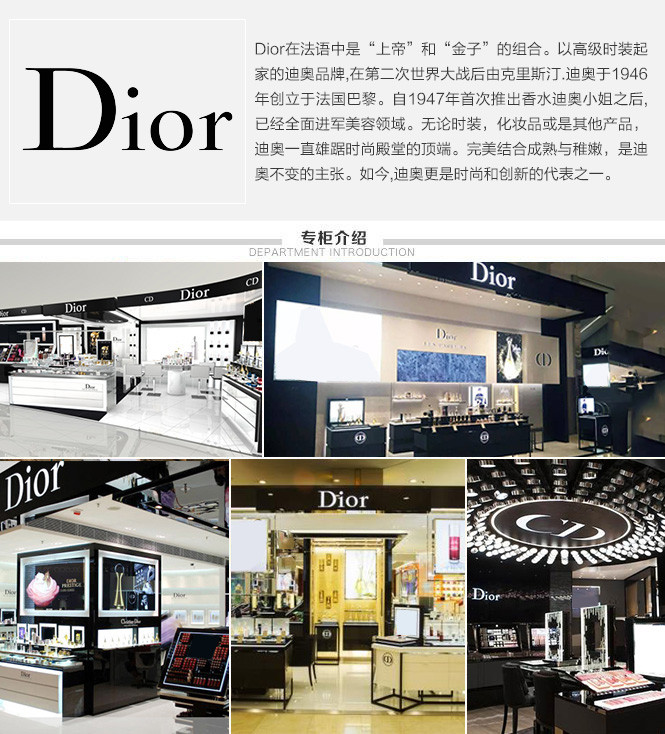 Dior
Dior在法语中是“上帝”和“金子”的组合。以高级时装起
家的迪奥品牌,在第二次世界大战后由克里斯汀.迪奥于1946
年创立于法国巴黎。自1947年首次推出香水迪奥小姐之后,
已经全面进军美容领域。无论时装，化妆品或是其他产品，
迪奥一直雄踞时尚殿堂的顶端。完美结合成熟与稚嫩，是迪
奥不变的主张。如今,迪奥更是时尚和创新的代表之一。
专柜介绍
DEPARTMENT INTRODUCTION
Dior
CD
Dior
CD
Dior
Dior
Dior
Dior
Dior
CD
Dior
Dior
DIOR
PRESTIGE
Dior
Dior
Dior
CD
Dior